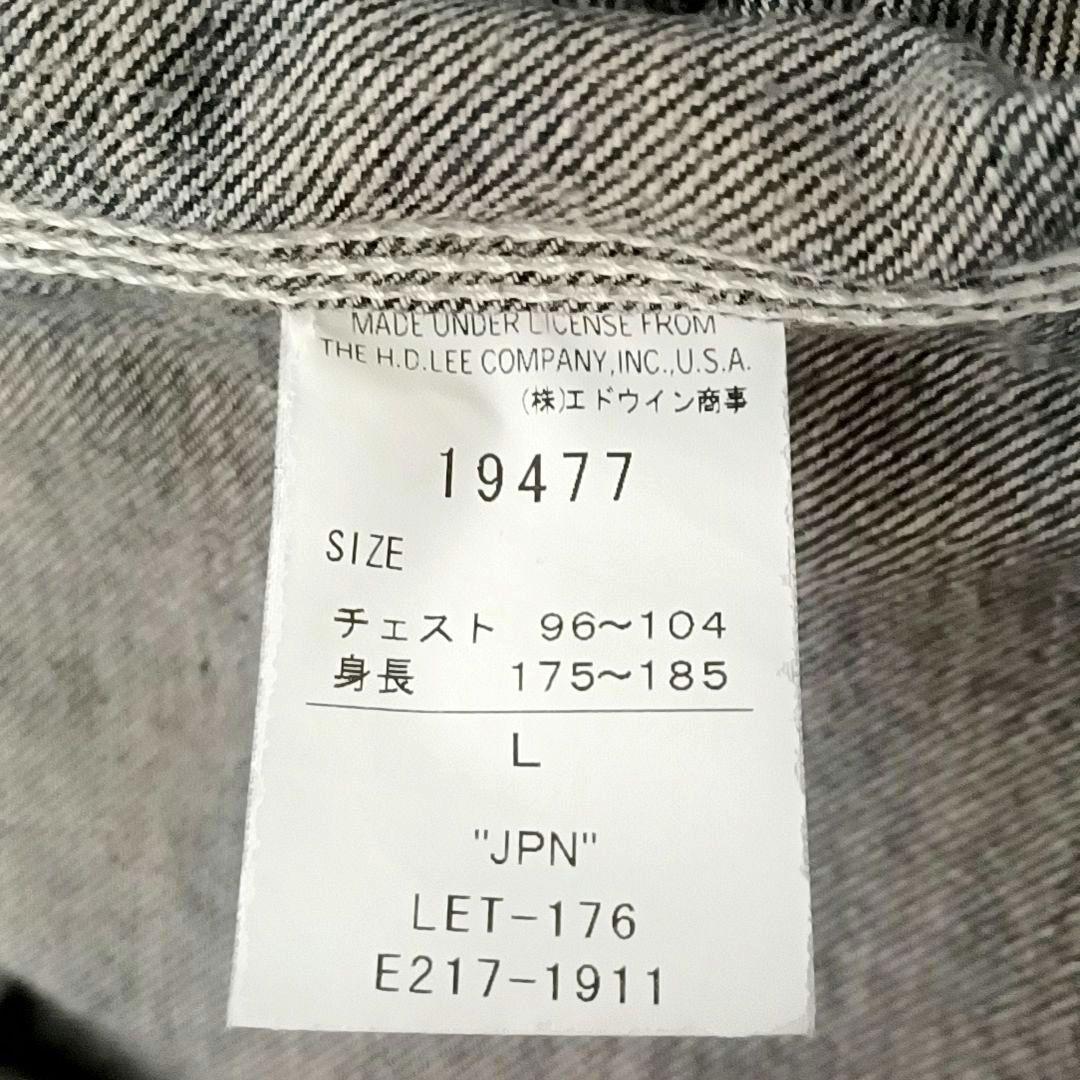 MADE UNDER LICENSE FROM
THE H.D.LEE COMPANY,INC.,U.S.A.
(株)エドウイン商事
19477
SIZE
チェスト 96〜104
身長 175〜185
L
"JPN"
LET-176
E217-1911